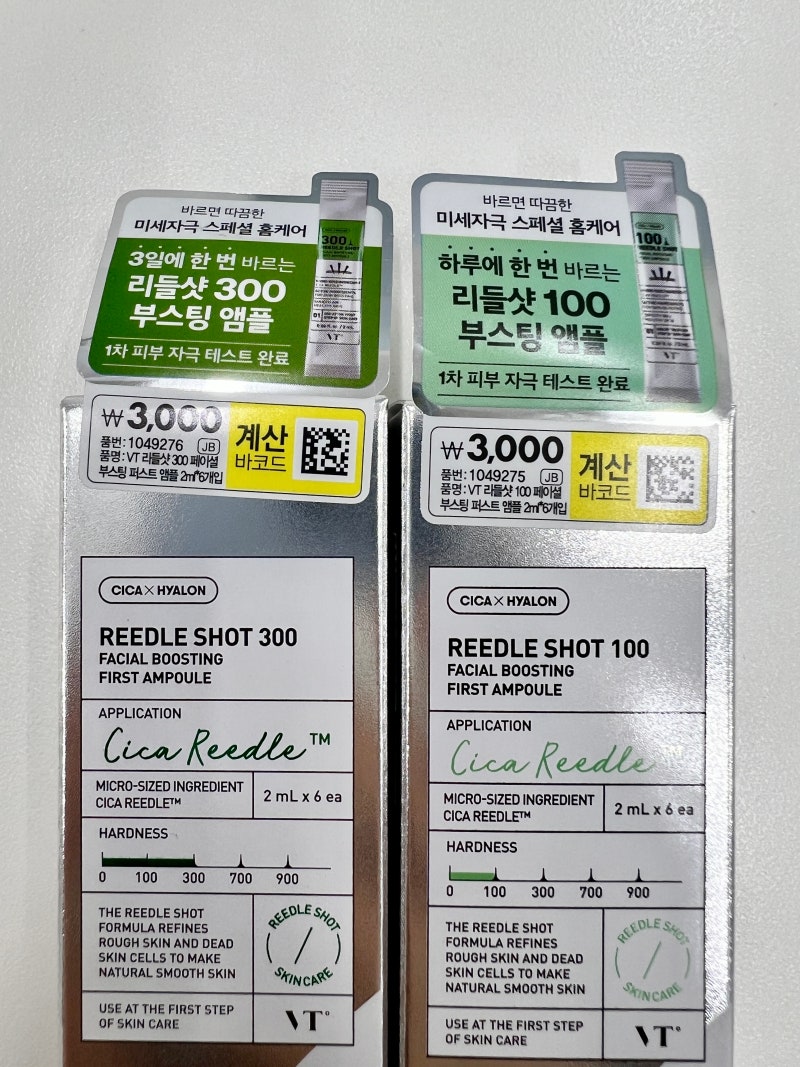 바르면 따끔한
미세자극 스페셜 홈케어
3일에 한 번 바르는
리들샷 300
부스팅 앰플
1차 피부 자극 테스트 완료
300
REEDLE SHOT
VT
₩3,000
품번:1049276 JB
품명:VT 리들샷 300 페이셜
부스팅 퍼스트 앰플 2ml*6개입
계산
바코드
CICA×HYALON
REEDLE SHOT 300
FACIAL BOOSTING
FIRST AMPOULE
APPLICATION
Cica Reedle™
MICRO-SIZED INGREDIENT
CICA REEDLE™
2 mL x 6 ea
HARDNESS
0 100 300 700 900
THE REEDLE SHOT
FORMULA REFINES
ROUGH SKIN AND DEAD
SKIN CELLS TO MAKE
NATURAL SMOOTH SKIN
REEDLE SHOT
SKINCARE
USE AT THE FIRST STEP
OF SKIN CARE
VT
바르면 따끔한
미세자극 스페셜 홈케어
하루에 한 번 바르는
리들샷 100
부스팅 앰플
1차 피부 자극 테스트 완료
100
REEDLE SHOT
VT
₩3,000
품번:1049275 JB
품명:VT 리들샷 100 페이셜
부스팅 퍼스트 앰플 2ml*6개입
계산
바코드
CICA×HYALON
REEDLE SHOT 100
FACIAL BOOSTING
FIRST AMPOULE
APPLICATION
Cica Reedle™
MICRO-SIZED INGREDIENT
CICA REEDLE™
2 mL x 6 ea
HARDNESS
0 100 300 700 900
THE REEDLE SHOT
FORMULA REFINES
ROUGH SKIN AND DEAD
SKIN CELLS TO MAKE
NATURAL SMOOTH SKIN
REEDLE SHOT
SKINCARE
USE AT THE FIRST STEP
OF SKIN CARE
VT